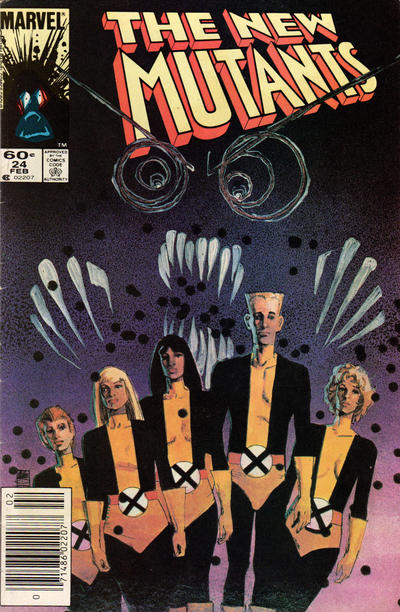 MARVEL
THE NEW
MUTANTS
TM
60¢
24
FEB
02207
APPROVED
BY THE
COMICS
CODE
AUTHORITY
02
0
71486 02207